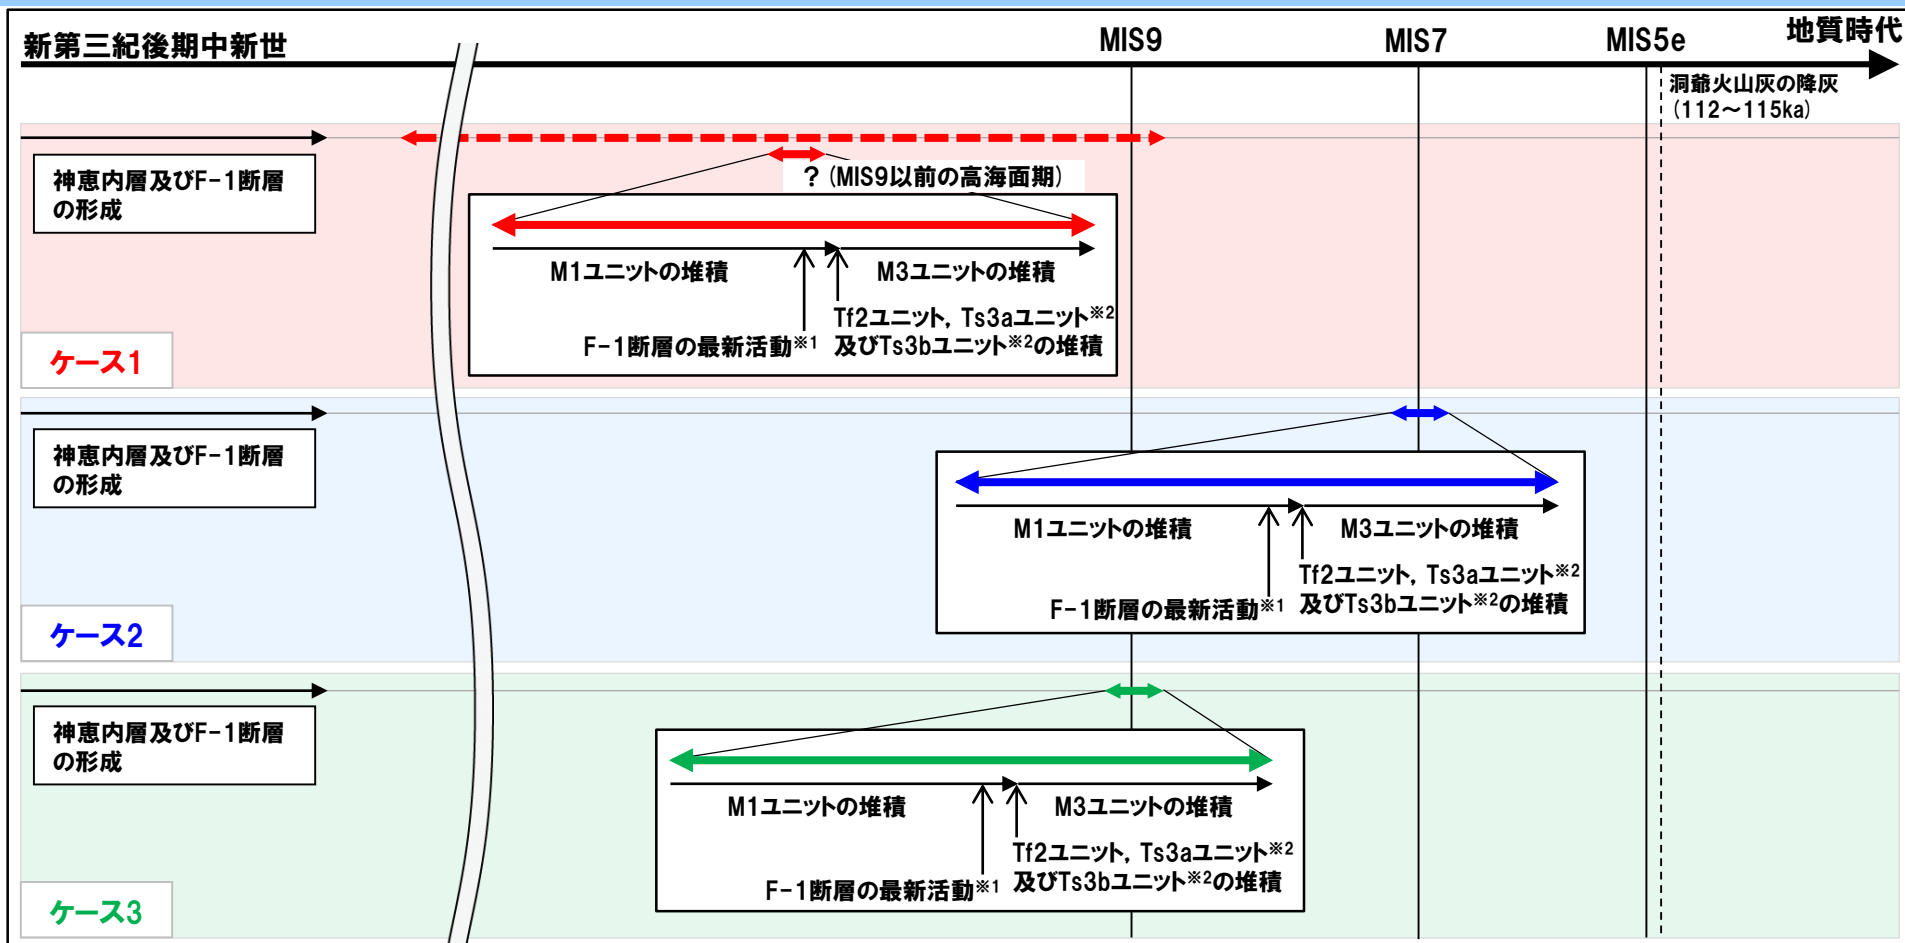 新第三紀後期中新世
MIS9
MIS7
MIS5e
地質時代
洞爺火山灰の降灰
(112～115ka)
神恵内層及びF-1断層
の形成
?(MIS9以前の高海面期)
M1ユニットの堆積
M3ユニットの堆積
Tf2ユニット, Ts3aユニット※2
F-1断層の最新活動※1
及びTs3bユニット※2の堆積
ケース1
神恵内層及びF-1断層
の形成
M1ユニットの堆積
M3ユニットの堆積
Tf2ユニット, Ts3aユニット※2
F-1断層の最新活動※1
及びTs3bユニット※2の堆積
ケース2
神恵内層及びF-1断層
の形成
M1ユニットの堆積
M3ユニットの堆積
Tf2ユニット, Ts3aユニット※2
F-1断層の最新活動※1
及びTs3bユニット※2の堆積
ケース3